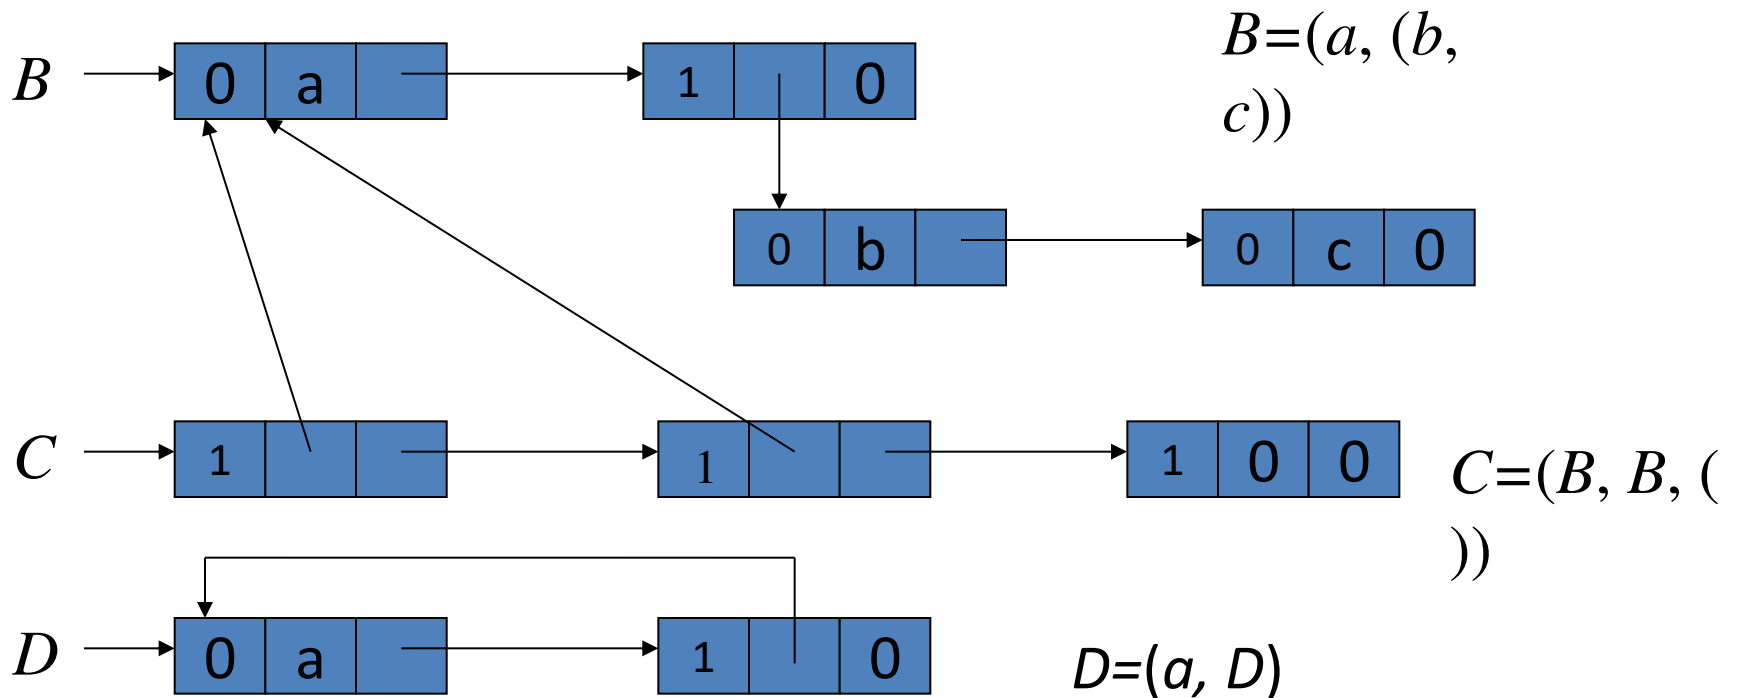 B 0 a 1 0 B=(a, (b,
c))
0 b 0 c 0
C 1 1 1 0 0 C=(B, B, (
))
D 0 a 1 0 D=(a, D)